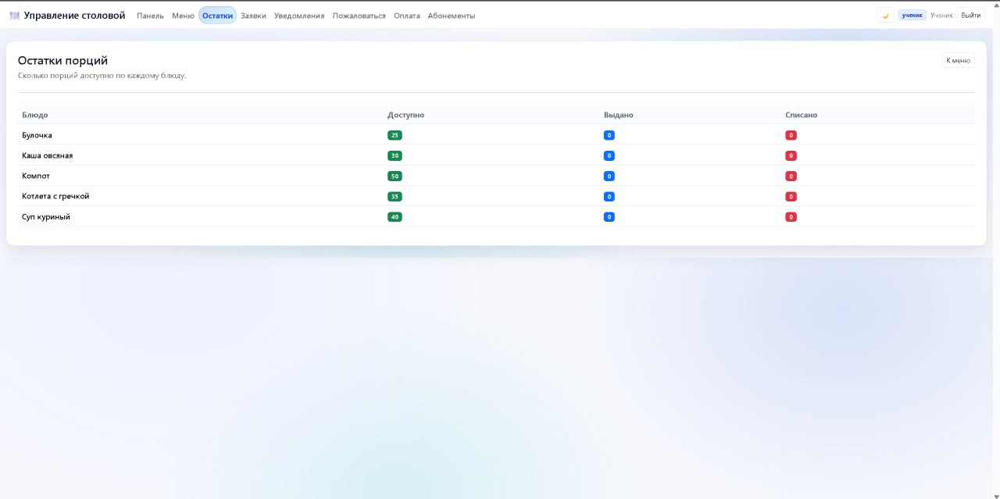 Управление столовой Панель Меню Остатки Заявки Уведомления Пожаловаться Оплата Абонементы ученик Ученик Выйти
Остатки порций К меню
Сколько порций доступно по каждому блюду.
Блюдо Доступно Выдано Списано
Булочка 25 0 0
Каша овсяная 30 0 0
Компот 50 0 0
Котлета с гречкой 35 0 0
Суп куриный 40 0 0